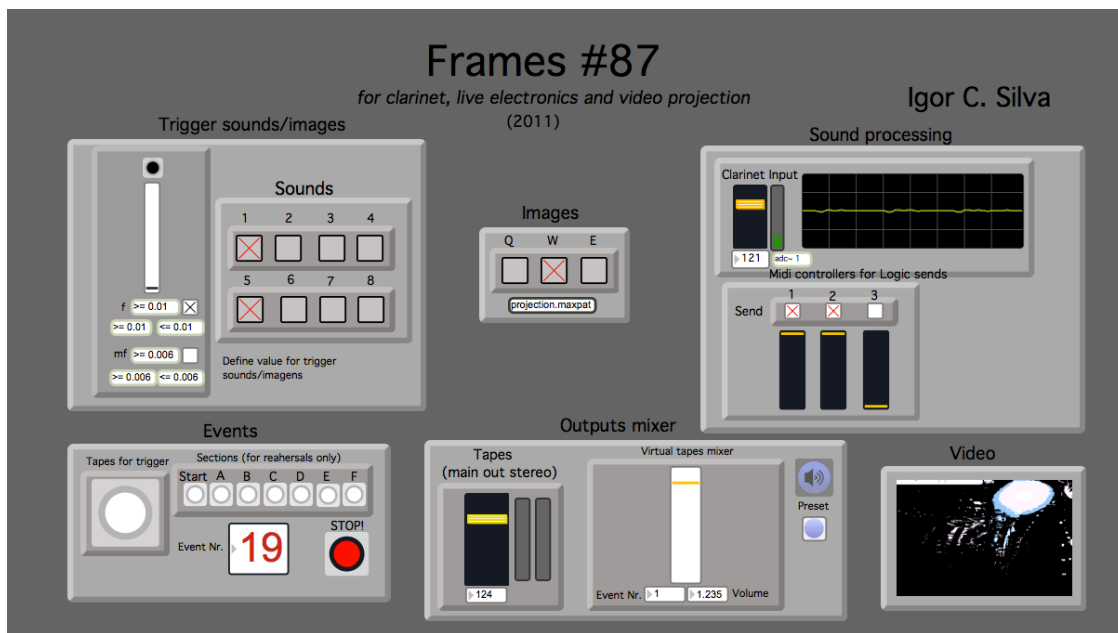 Frames #87
for clarinet, live electronics and video projection
(2011)
Igor C. Silva
Trigger sounds/images
Sounds
1 2 3 4
5 6 7 8
f >= 0.01
>= 0.01 <= 0.01
mf >= 0.006
>= 0.006 <= 0.006
Define value for trigger
sounds/imagens
Images
Q W E
projection.maxpat
Sound processing
Clarinet Input
121 adc~ 1
Midi controllers for Logic sends
1 2 3
Send
Events
Tapes for trigger
Sections (for reahersals only)
Start A B C D E F
Event Nr. 19
STOP!
Outputs mixer
Tapes
(main out stereo)
124
Virtual tapes mixer
Event Nr. 1 1.235 Volume
Preset
Video